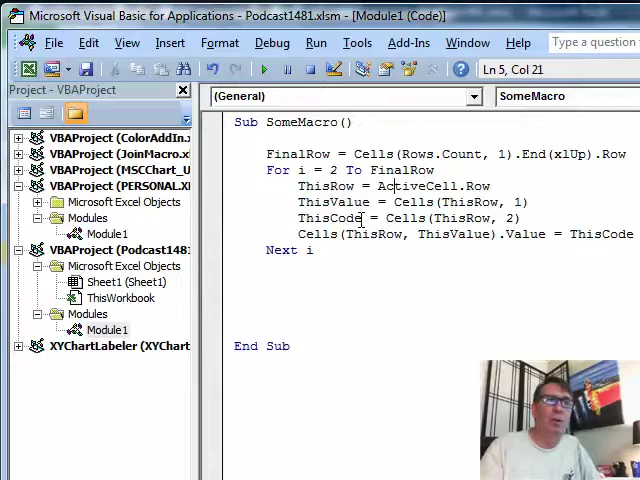 Microsoft Visual Basic for Applications - Podcast1481.xlsm - [Module1 (Code)]
File Edit View Insert Format Debug Run Tools Add-Ins Window Help Type a question
Ln 5, Col 21
Project - VBAProject
(General) SomeMacro
VBAProject (ColorAddIn.
VBAProject (JoinMacro.x
VBAProject (MSCChart_U
VBAProject (PERSONAL.X
Microsoft Excel Objects
Modules
Module1
VBAProject (Podcast148
Microsoft Excel Objects
Sheet1 (Sheet1)
ThisWorkbook
Modules
Module1
XYChartLabeler (XYChar
Sub SomeMacro()
FinalRow = Cells(Rows.Count, 1).End(xlUp).Row
For i = 2 To FinalRow
ThisRow = ActiveCell.Row
ThisValue = Cells(ThisRow, 1)
ThisCode = Cells(ThisRow, 2)
Cells(ThisRow, ThisValue).Value = ThisCode
Next i
End Sub